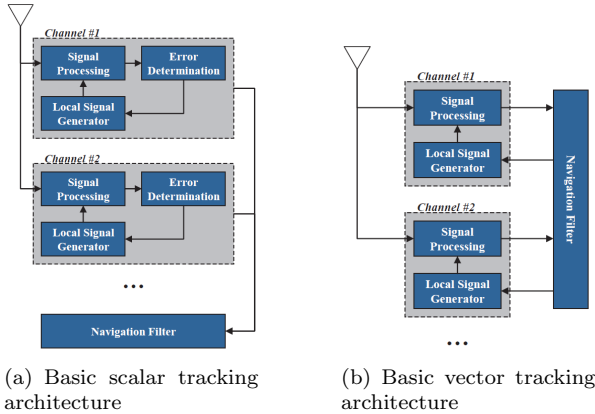 Channel #1
Signal
Processing
Error
Determination
Local Signal
Generator
Channel #2
Signal
Processing
Error
Determination
Local Signal
Generator
...
Navigation Filter
(a) Basic scalar tracking
architecture
Channel #1
Signal
Processing
Local Signal
Generator
Channel #2
Signal
Processing
Local Signal
Generator
Navigation Filter
...
(b) Basic vector tracking
architecture